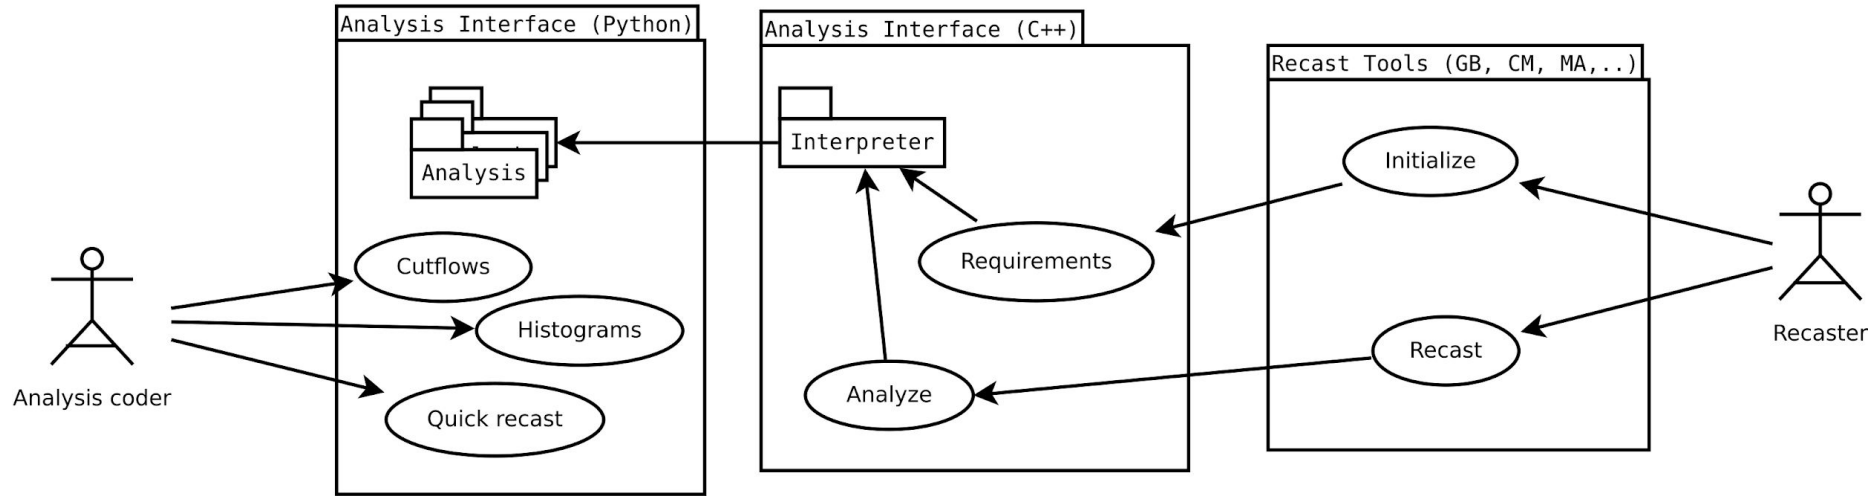 Analysis Interface (Python)
Analysis Interface (C++)
Recast Tools (GB, CM, MA,..)
Interpreter
Analysis
Initialize
Requirements
Cutflows
Histograms
Quick recast
Analyze
Recast
Analysis coder
Recaster